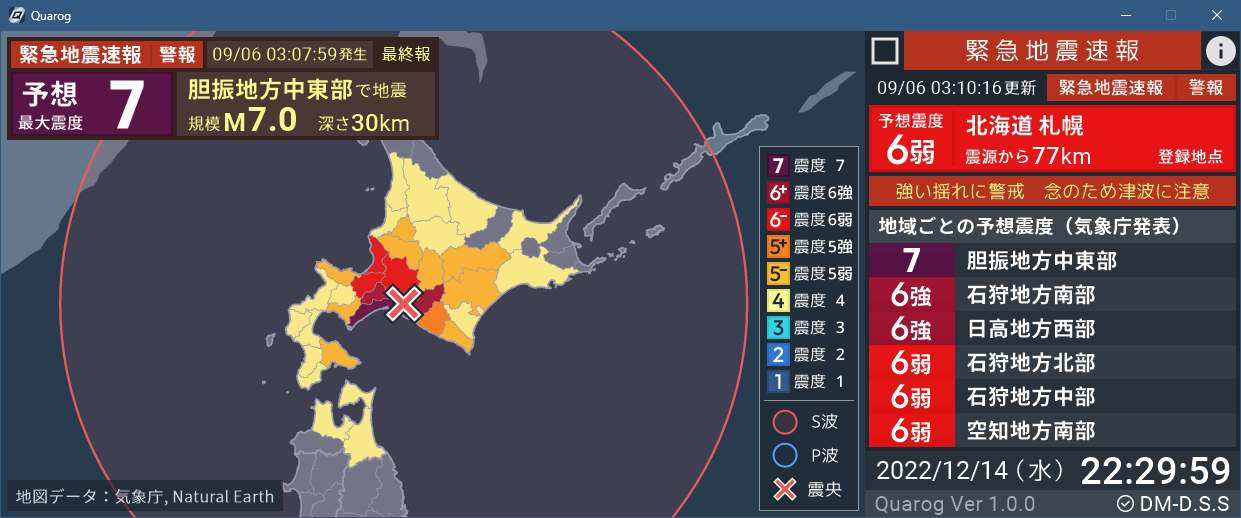 Quarog
緊急地震速報 警報 09/06 03:07:59発生 最終報
予想 7 胆振地方中東部で地震
最大震度 規模 M7.0 深さ30km
7 震度 7
6+ 震度6強
6- 震度6弱
5+ 震度5強
5- 震度5弱
4 震度 4
3 震度 3
2 震度 2
1 震度 1
S波
P波
震央
地図データ：気象庁, Natural Earth
緊急地震速報 i
09/06 03:10:16更新 緊急地震速報 警報
予想震度 北海道 札幌
6弱 震源から77km 登録地点
強い揺れに警戒 念のため津波に注意
地域ごとの予想震度（気象庁発表）
7 胆振地方中東部
6強 石狩地方南部
6強 日高地方西部
6弱 石狩地方北部
6弱 石狩地方中部
6弱 空知地方南部
2022/12/14（水） 22:29:59
Quarog Ver 1.0.0 DM-D.S.S